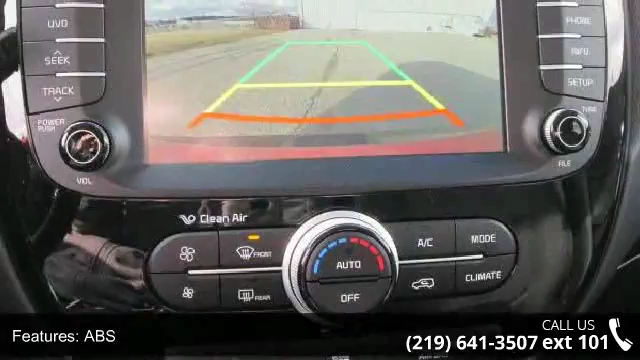 UVO
SEEK
TRACK
POWER
PUSH
VOL
PHONE
INFO
SETUP
TUNE
FILE
Clean Air
FRONT
REAR
AUTO
OFF
A/C
MODE
CLIMATE
Features: ABS
CALL US
(219) 641-3507 ext 101